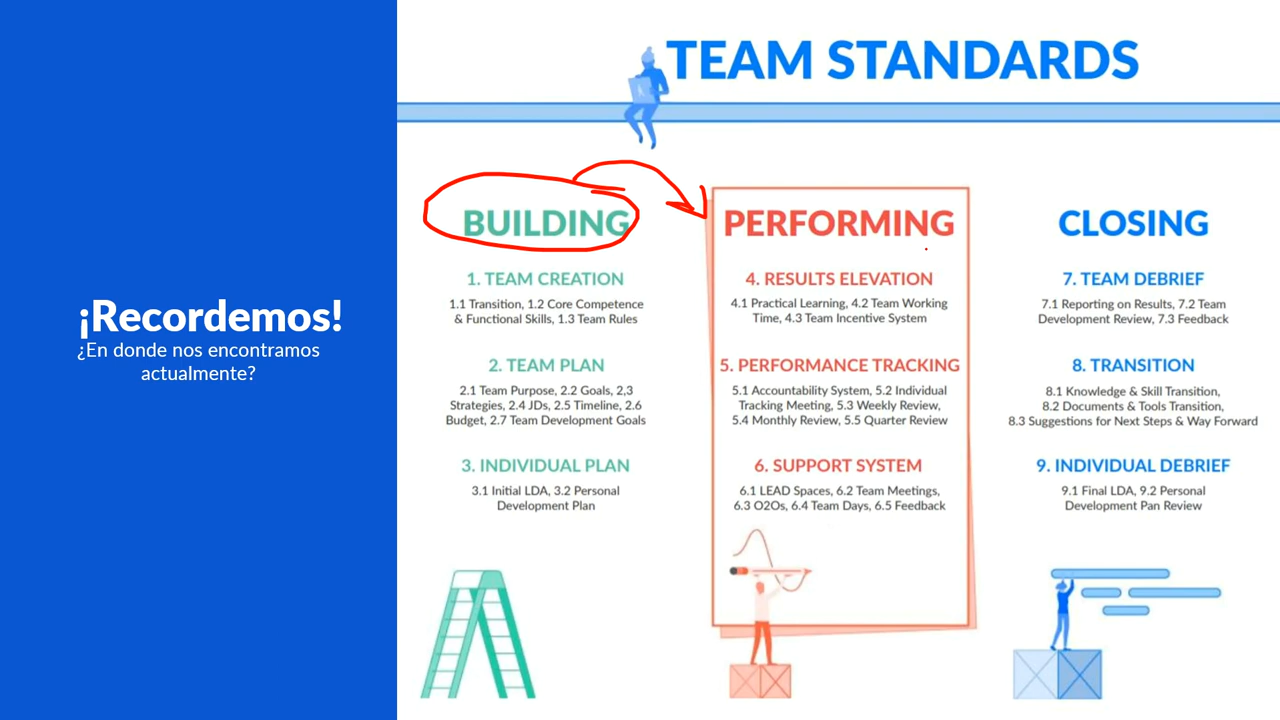 ¡Recordemos!
¿En donde nos encontramos
actualmente?
TEAM STANDARDS
BUILDING
1. TEAM CREATION
1.1 Transition, 1.2 Core Competence
& Functional Skills, 1.3 Team Rules
2. TEAM PLAN
2.1 Team Purpose, 2.2 Goals, 2,3
Strategies, 2.4 JDs, 2.5 Timeline, 2.6
Budget, 2.7 Team Development Goals
3. INDIVIDUAL PLAN
3.1 Initial LDA, 3.2 Personal
Development Plan
PERFORMING
4. RESULTS ELEVATION
4.1 Practical Learning, 4.2 Team Working
Time, 4.3 Team Incentive System
5. PERFORMANCE TRACKING
5.1 Accountability System, 5.2 Individual
Tracking Meeting, 5.3 Weekly Review,
5.4 Monthly Review, 5.5 Quarter Review
6. SUPPORT SYSTEM
6.1 LEAD Spaces, 6.2 Team Meetings,
6.3 O2Os, 6.4 Team Days, 6.5 Feedback
CLOSING
7. TEAM DEBRIEF
7.1 Reporting on Results, 7.2 Team
Development Review, 7.3 Feedback
8. TRANSITION
8.1 Knowledge & Skill Transition,
8.2 Documents & Tools Transition,
8.3 Suggestions for Next Steps & Way Forward
9. INDIVIDUAL DEBRIEF
9.1 Final LDA, 9.2 Personal
Development Pan Review